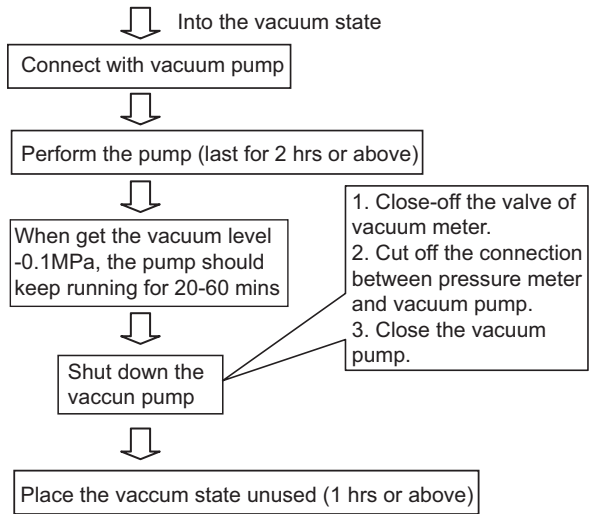 Into the vacuum state
Connect with vacuum pump
Perform the pump (last for 2 hrs or above)
When get the vacuum level
-0.1MPa, the pump should
keep running for 20-60 mins
1. Close-off the valve of
vacuum meter.
2. Cut off the connection
between pressure meter
and vacuum pump.
3. Close the vacuum
pump.
Shut down the
vaccun pump
Place the vaccum state unused (1 hrs or above)